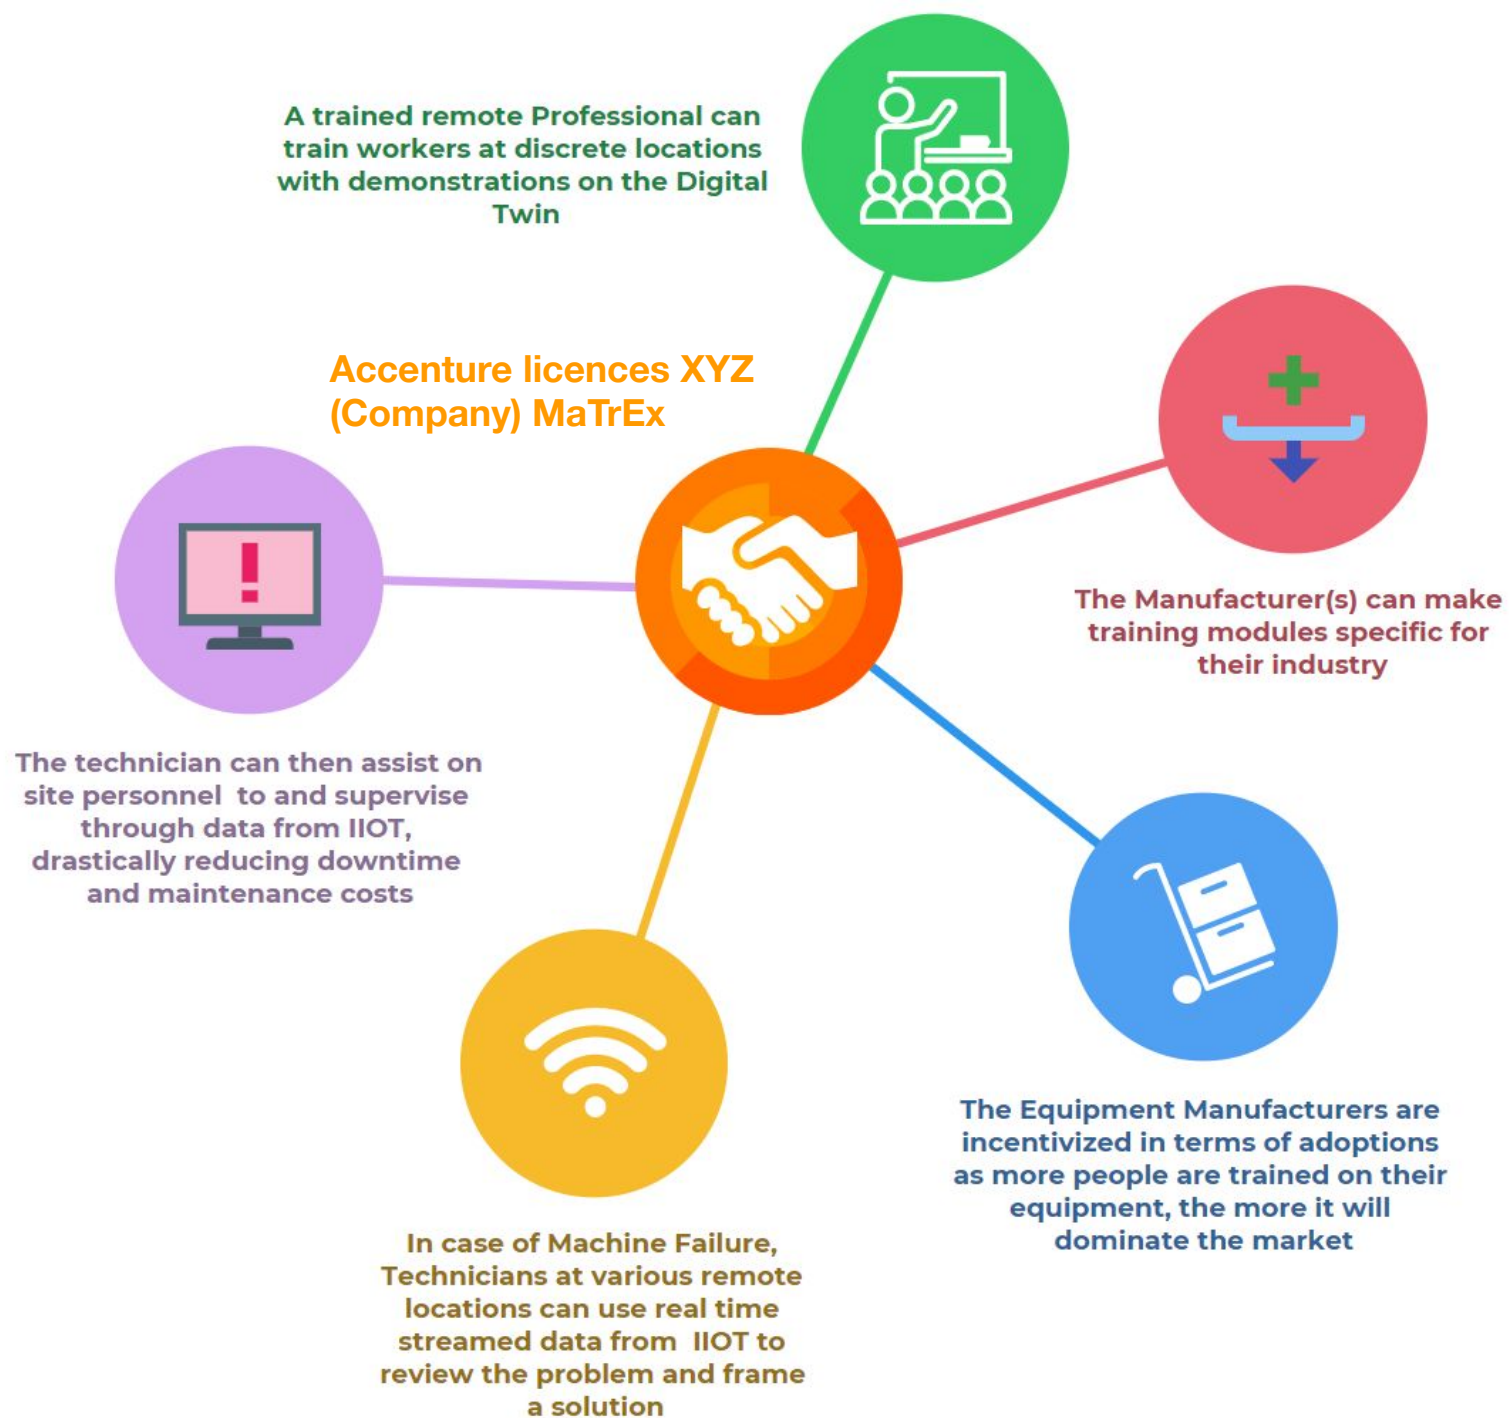 A trained remote Professional can
train workers at discrete locations
with demonstrations on the Digital
Twin
Accenture licences XYZ
(Company) MaTrEx
The Manufacturer(s) can make
training modules specific for
their industry
The technician can then assist on
site personnel  to and supervise
through data from IIOT,
drastically reducing downtime
and maintenance costs
The Equipment Manufacturers are
incentivized in terms of adoptions
as more people are trained on their
equipment, the more it will
dominate the market
In case of Machine Failure,
Technicians at various remote
locations can use real time
streamed data from  IIOT to
review the problem and frame
a solution